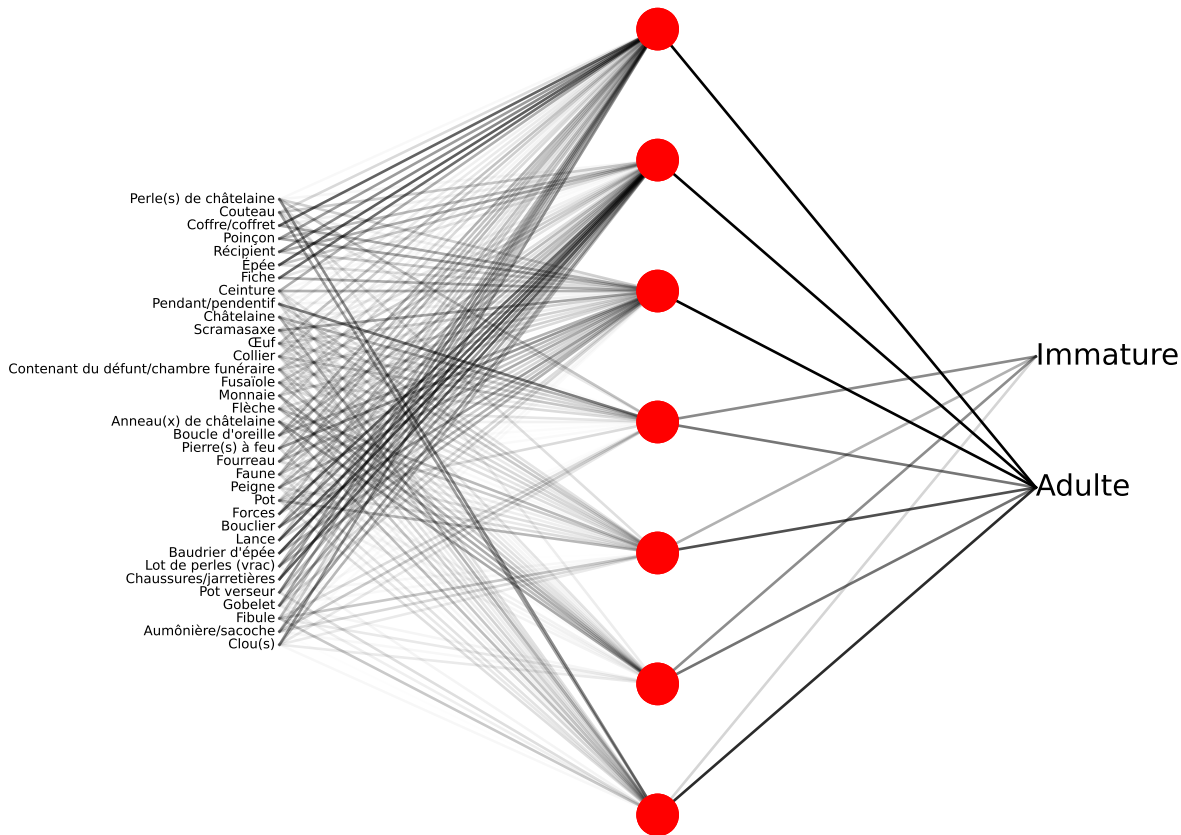 Perle(s) de châtelaine
Couteau
Coffre/coffret
Poinçon
Récipient
Épée
Fiche
Ceinture
Pendant/pendentif
Châtelaine
Scramasaxe
Œuf
Collier
Contenant du défunt/chambre funéraire
Fusaïole
Monnaie
Flèche
Anneau(x) de châtelaine
Boucle d'oreille
Pierre(s) à feu
Fourreau
Faune
Peigne
Pot
Forces
Bouclier
Lance
Baudrier d'épée
Lot de perles (vrac)
Chaussures/jarretières
Pot verseur
Gobelet
Fibule
Aumônière/sacoche
Clou(s)
Immature
Adulte